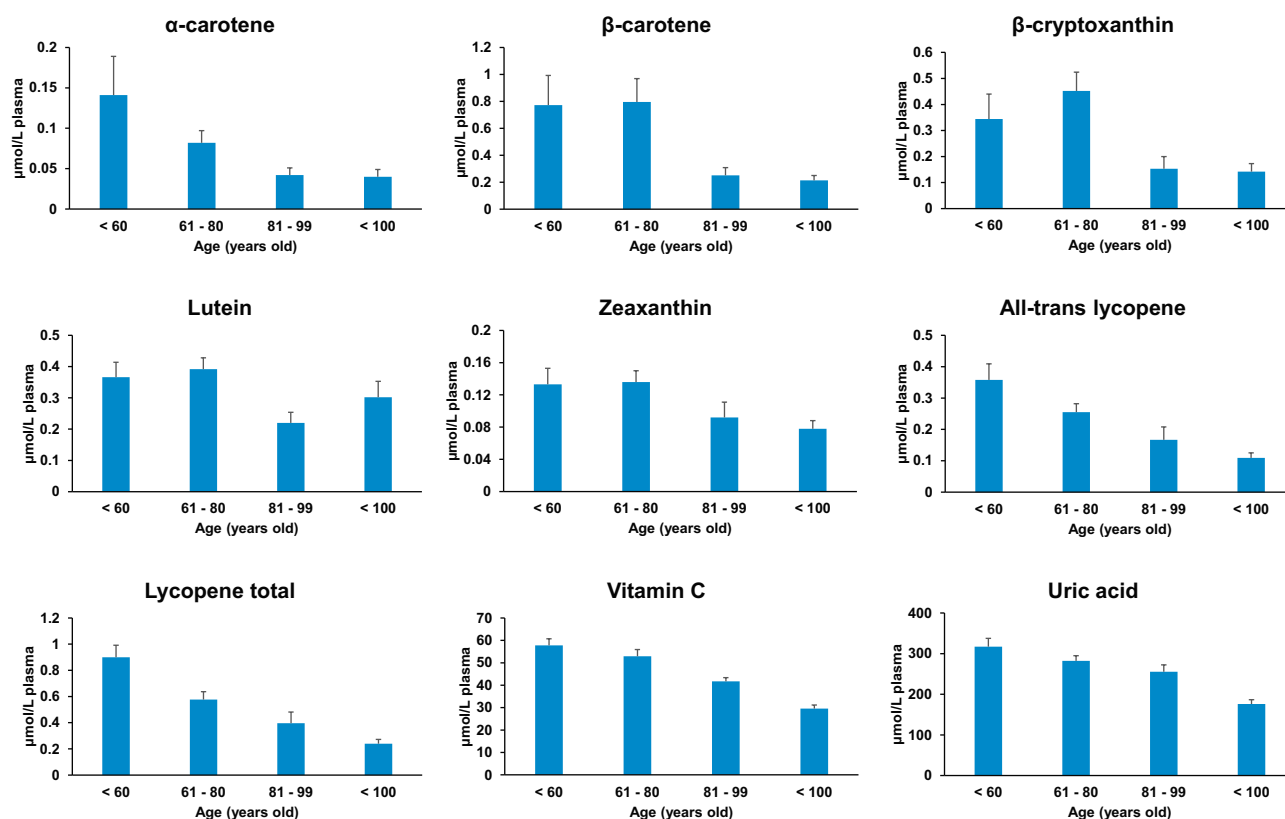 α-carotene
µmol/L plasma
0.2
0.15
0.1
0.05
0
< 60 61 - 80 81 - 99 < 100
Age (years old)
β-carotene
µmol/L plasma
1.2
1
0.8
0.6
0.4
0.2
0
< 60 61 - 80 81 - 99 < 100
Age (years old)
β-cryptoxanthin
µmol/L plasma
0.6
0.5
0.4
0.3
0.2
0.1
0
< 60 61 - 80 81 - 99 < 100
Age (years old)
Lutein
µmol/L plasma
0.5
0.4
0.3
0.2
0.1
0
< 60 61 - 80 81 - 99 < 100
Age (years old)
Zeaxanthin
µmol/L plasma
0.2
0.16
0.12
0.08
0.04
0
< 60 61 - 80 81 - 99 < 100
Age (years old)
All-trans lycopene
µmol/L plasma
0.5
0.4
0.3
0.2
0.1
0
< 60 61 - 80 81 - 99 < 100
Age (years old)
Lycopene total
µmol/L plasma
1.2
1
0.8
0.6
0.4
0.2
0
< 60 61 - 80 81 - 99 < 100
Age (years old)
Vitamin C
µmol/L plasma
70
60
50
40
30
20
10
0
< 60 61 - 80 81 - 99 < 100
Age (years old)
Uric acid
µmol/L plasma
400
300
200
100
0
< 60 61 - 80 81 - 99 < 100
Age (years old)